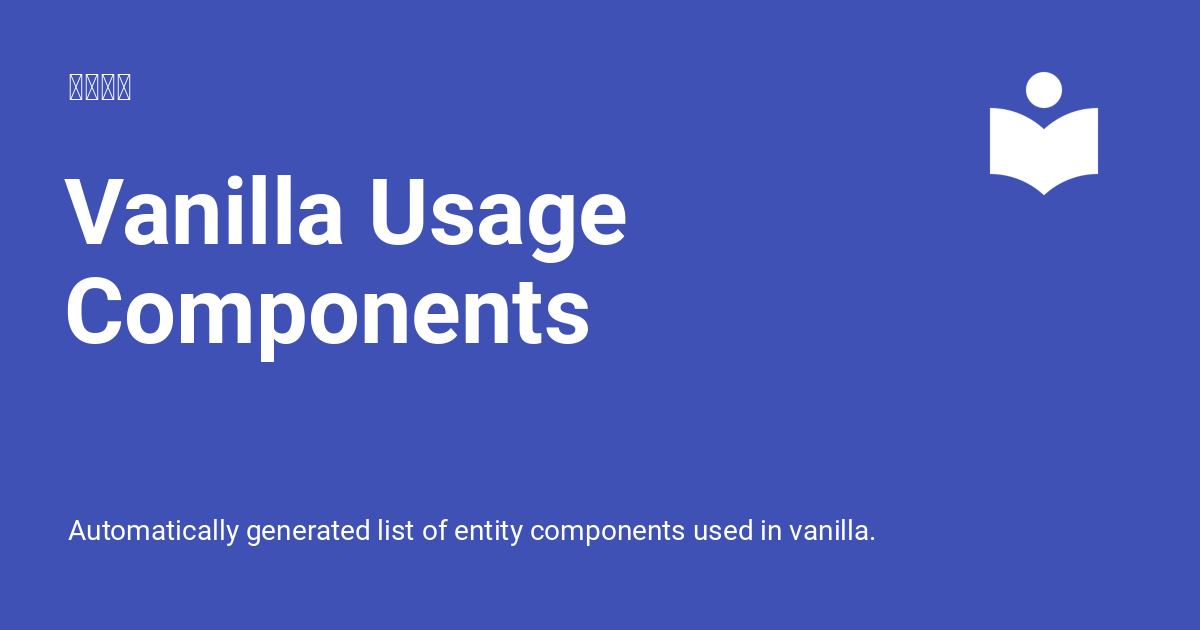 Vanilla Usage
Components
Automatically generated list of entity components used in vanilla.